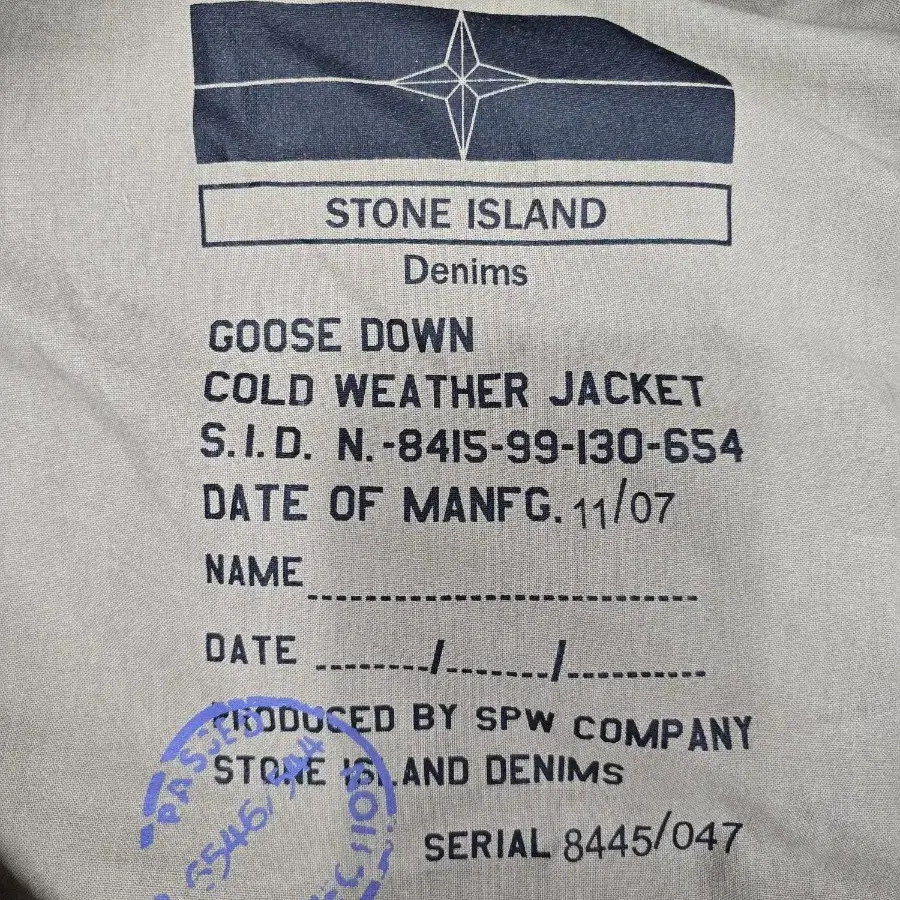 STONE ISLAND
Denims
GOOSE DOWN
COLD WEATHER JACKET
S.I.D. N.-8415-99-130-654
DATE OF MANFG. 11/07
NAME
DATE / /
PRODUCED BY SPW COMPANY
STONE ISLAND DENIMS
SERIAL 8445/047
PASSED